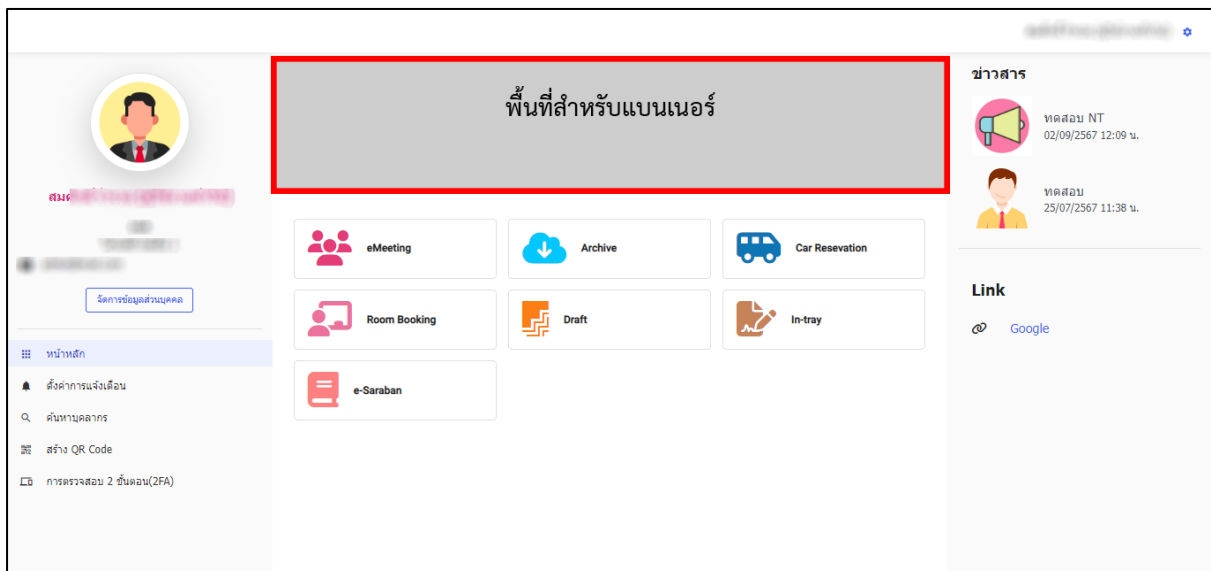 พื้นที่สำหรับแบนเนอร์
จัดการข้อมูลส่วนบุคคล
หน้าหลัก
ตั้งค่าการแจ้งเตือน
ค้นหาบุคลากร
สร้าง QR Code
การตรวจสอบ 2 ขั้นตอน(2FA)
eMeeting
Archive
Car Resevation
Room Booking
Draft
In-tray
e-Saraban
ข่าวสาร
ทดสอบ NT
02/09/2567 12:09 น.
ทดสอบ
25/07/2567 11:38 น.
Link
Google